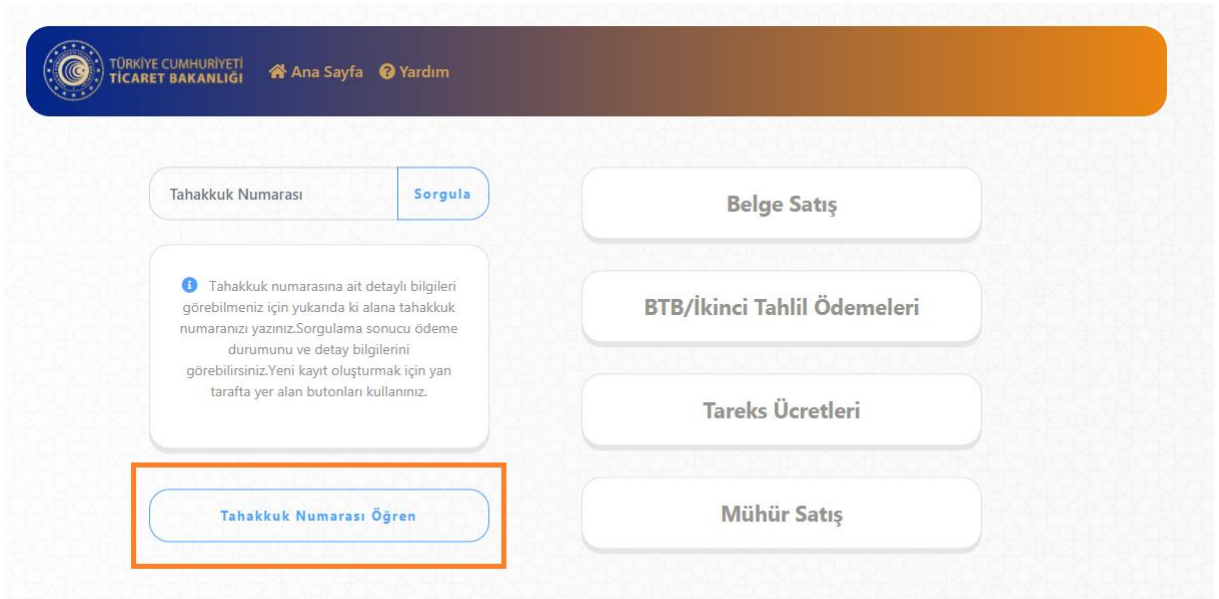 TÜRKİYE CUMHURİYETİ
TİCARET BAKANLIĞI
Ana Sayfa
Yardım
Tahakkuk Numarası
Sorgula
Tahakkuk numarasına ait detaylı bilgileri
görebilmeniz için yukarıda ki alana tahakkuk
numaranızı yazınız.Sorgulama sonucu ödeme
durumunu ve detay bilgilerini
görebilirsiniz.Yeni kayıt oluşturmak için yan
tarafta yer alan butonları kullanınız.
Tahakkuk Numarası Öğren
Belge Satış
BTB/İkinci Tahlil Ödemeleri
Tareks Ücretleri
Mühür Satış